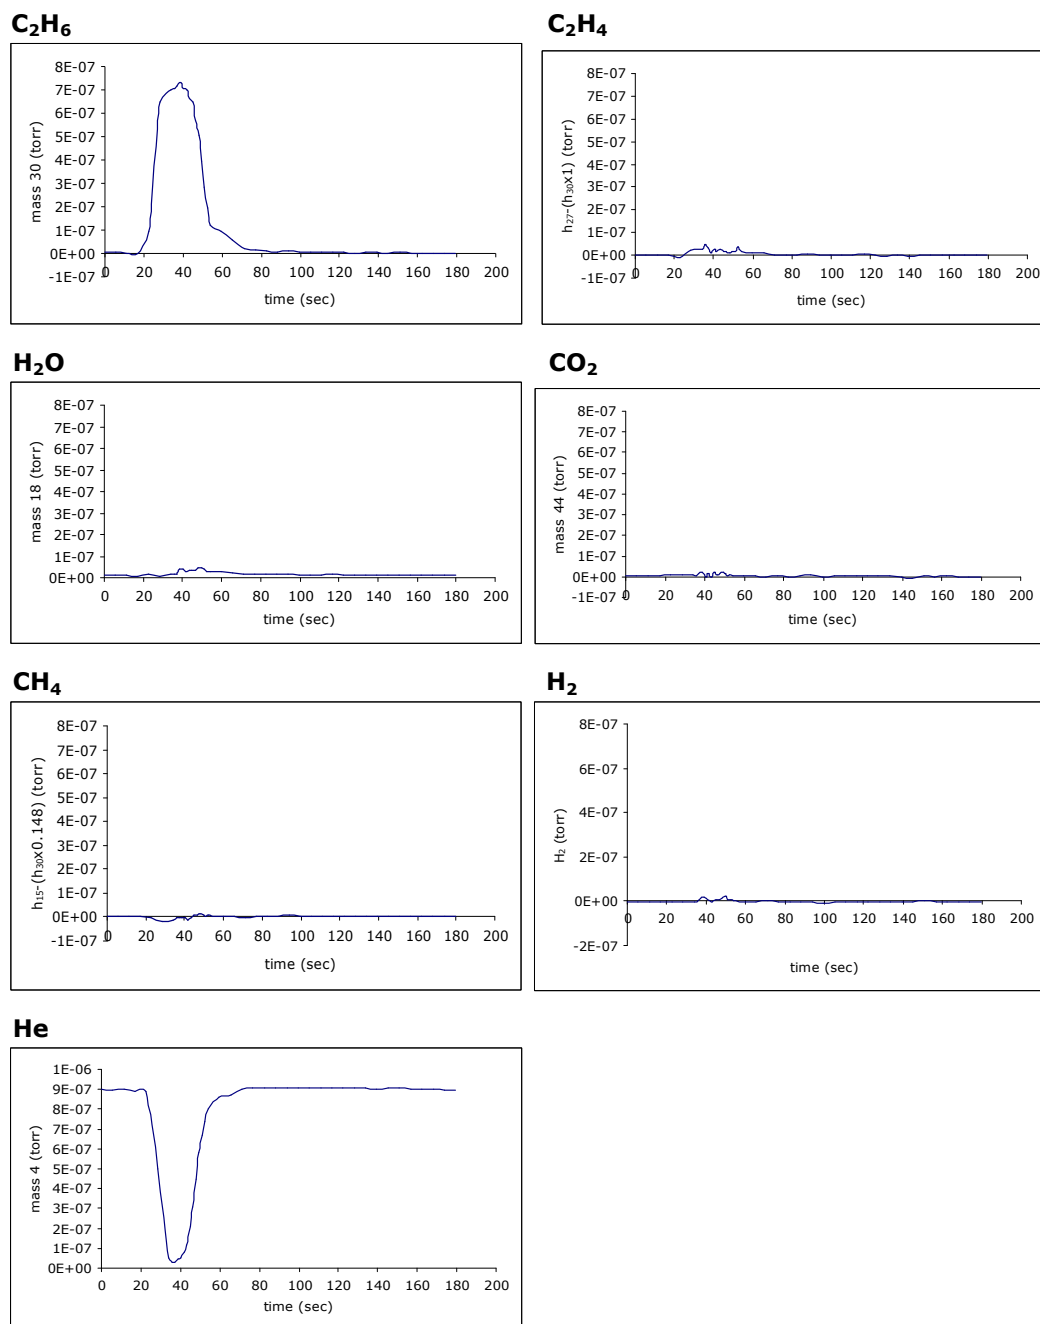 C₂H₆
8E-07
7E-07
6E-07
5E-07
4E-07
3E-07
2E-07
1E-07
0E+00
-1E-07
0 20 40 60 80 100 120 140 160 180 200
mass 30 (torr)
time (sec)
C₂H₄
8E-07
7E-07
6E-07
5E-07
4E-07
3E-07
2E-07
1E-07
0E+00
-1E-07
0 20 40 60 80 100 120 140 160 180 200
h₂₇-(h₃₀x1) (torr)
time (sec)
H₂O
8E-07
7E-07
6E-07
5E-07
4E-07
3E-07
2E-07
1E-07
0E+00
0 20 40 60 80 100 120 140 160 180 200
mass 18 (torr)
time (sec)
CO₂
8E-07
7E-07
6E-07
5E-07
4E-07
3E-07
2E-07
1E-07
0E+00
-1E-07
0 20 40 60 80 100 120 140 160 180 200
mass 44 (torr)
time (sec)
CH₄
8E-07
7E-07
6E-07
5E-07
4E-07
3E-07
2E-07
1E-07
0E+00
-1E-07
0 20 40 60 80 100 120 140 160 180 200
h₁₅-(h₃₀x0.148) (torr)
time (sec)
H₂
8E-07
6E-07
4E-07
2E-07
0E+00
-2E-07
0 20 40 60 80 100 120 140 160 180 200
H₂ (torr)
time (sec)
He
1E-06
9E-07
8E-07
7E-07
6E-07
5E-07
4E-07
3E-07
2E-07
1E-07
0E+00
0 20 40 60 80 100 120 140 160 180 200
mass 4 (torr)
time (sec)